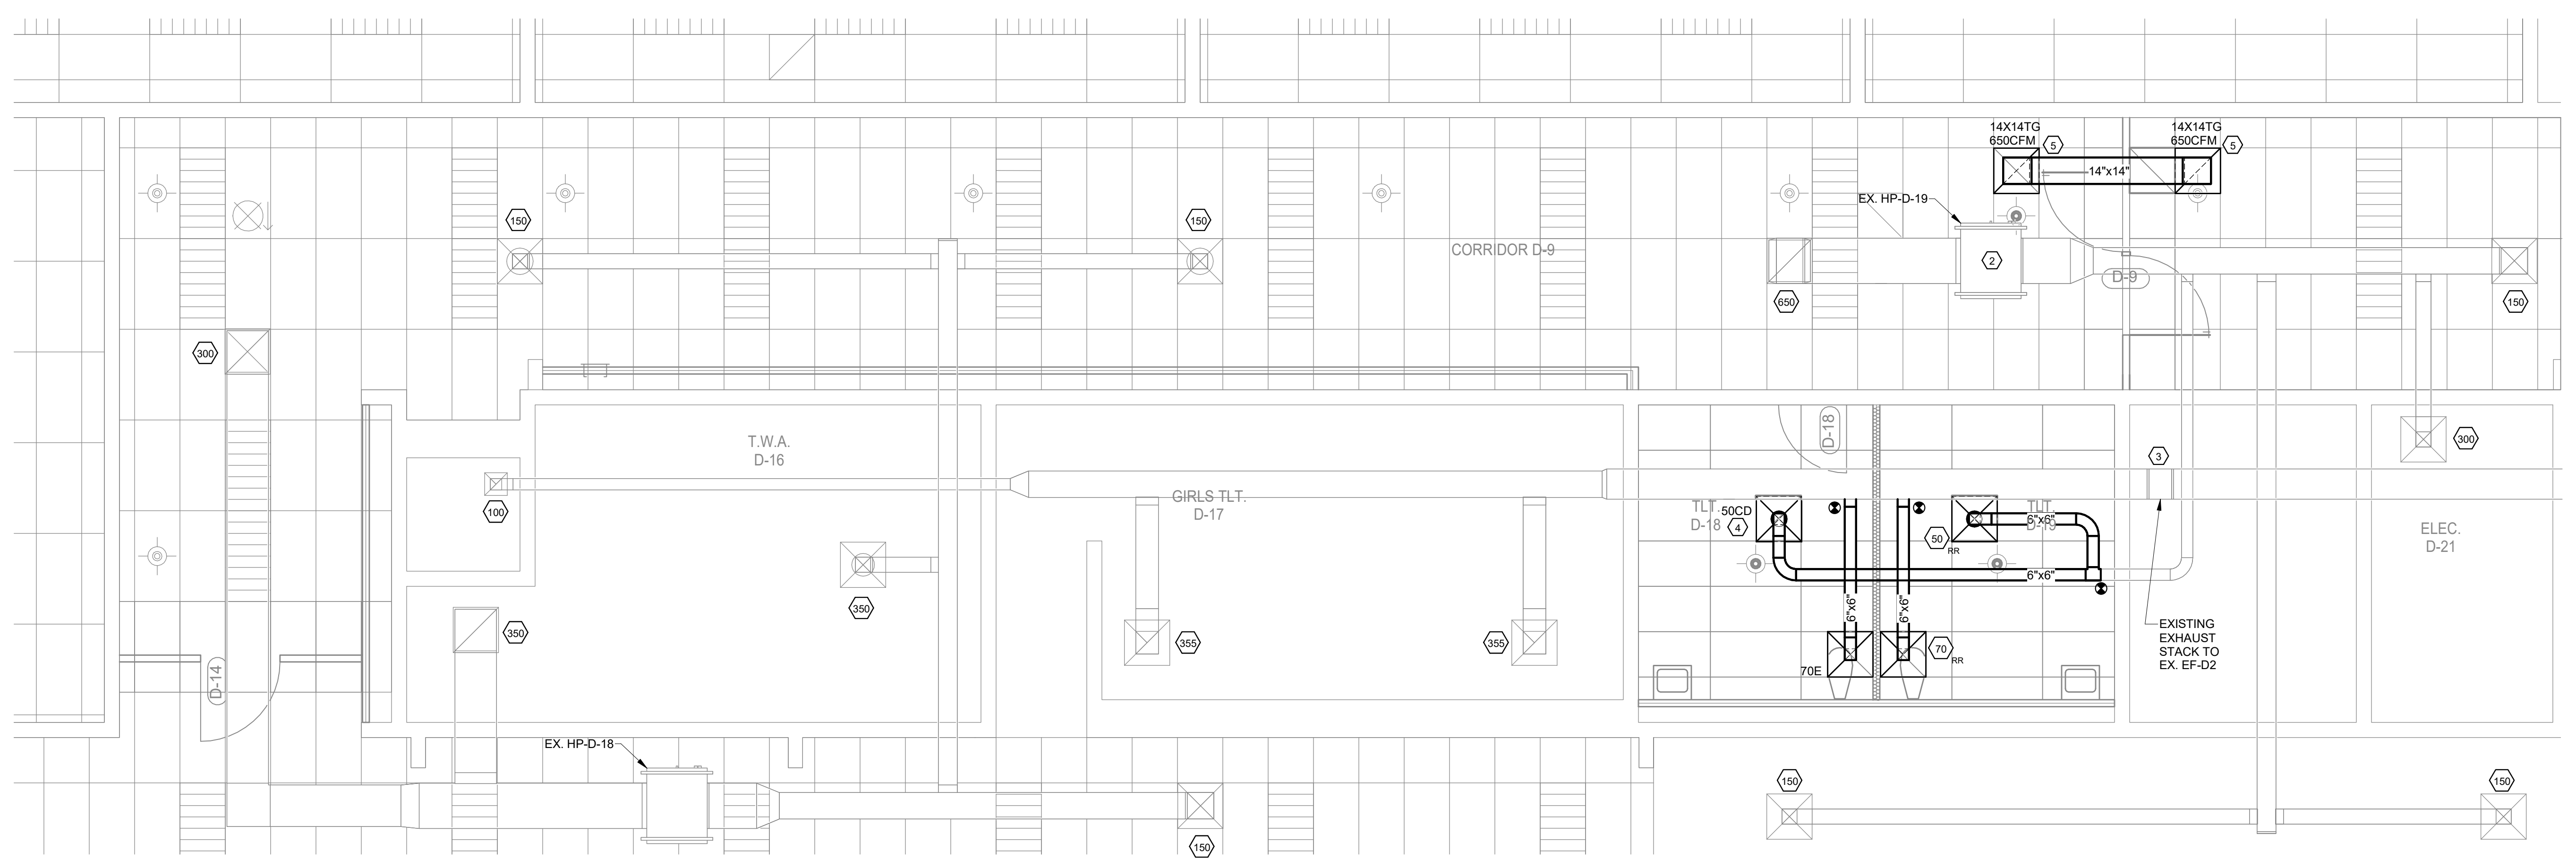 14X14TG
650CFM
5
14X14TG
650CFM
5
14"x14"
EX. HP-D-19
150
150
CORRIDOR D-9
2
D-9
650
150
300
T.W.A.
D-16
D-18
300
3
GIRLS TLT.
D-17
100
TLT.
D-18
50CD
4
6"x6"
TLT.
D-19
50
RR
ELEC.
D-21
6"x6"
350
6"x6"
6"x6"
350
355
355
70
RR
70E
EXISTING
EXHAUST
STACK TO
EX. EF-D2
D-14
EX. HP-D-18
150
150
150